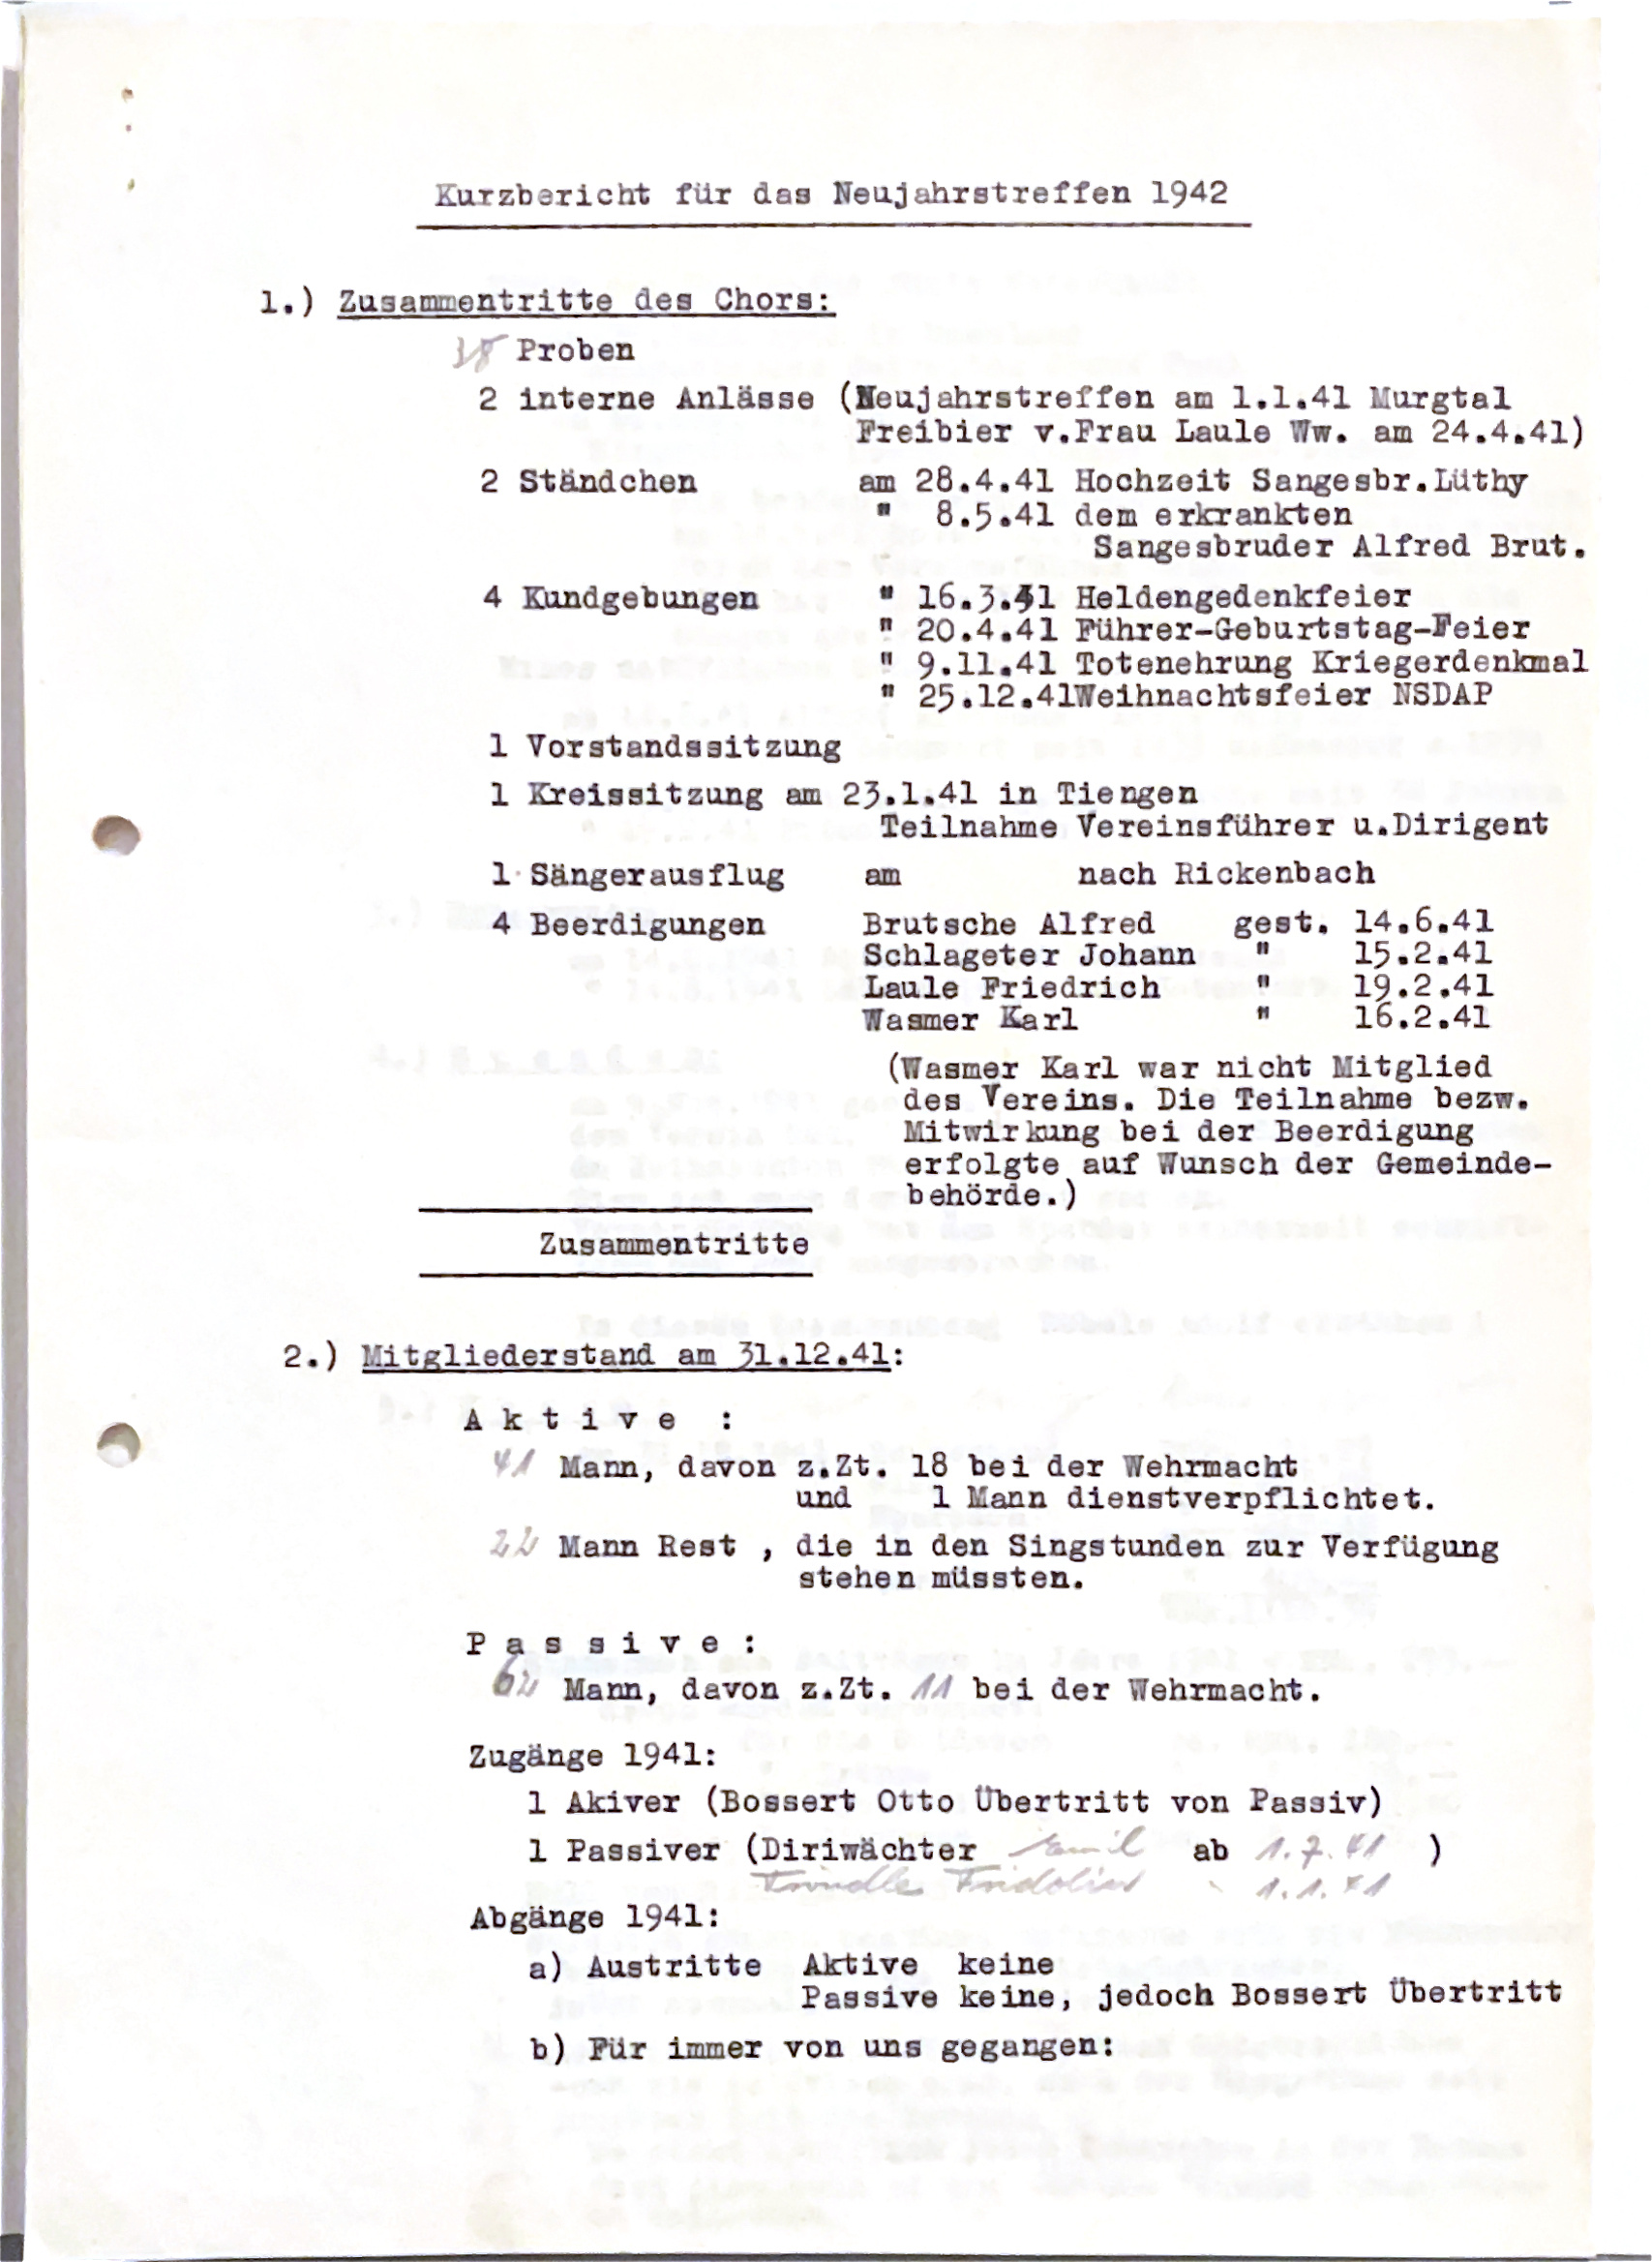 Kurzbericht für das Neujahrstreffen 1942
1.) Zusammentritte des Chors:
38 Proben
2 interne Anlässe (Neujahrstreffen am 1.1.41 Murgtal
Freibier v.Frau Laule Ww. am 24.4.41)
2 Ständchen am 28.4.41 Hochzeit Sangesbr.Lüthy
" 8.5.41 dem erkrankten
Sangesbruder Alfred Brut.
4 Kundgebungen " 16.3.41 Heldengedenkfeier
" 20.4.41 Führer-Geburtstag-Feier
" 9.11.41 Totenehrung Kriegerdenkmal
" 25.12.41Weihnachtsfeier NSDAP
1 Vorstandssitzung
1 Kreissitzung am 23.1.41 in Tiengen
Teilnahme Vereinsführer u.Dirigent
1 Sängerausflug am nach Rickenbach
4 Beerdigungen Brutsche Alfred gest. 14.6.41
Schlageter Johann " 15.2.41
Laule Friedrich " 19.2.41
Wasmer Karl " 16.2.41
(Wasmer Karl war nicht Mitglied
des Vereins. Die Teilnahme bezw.
Mitwirkung bei der Beerdigung
erfolgte auf Wunsch der Gemeinde-
behörde.)
Zusammentritte
2.) Mitgliederstand am 31.12.41:
A k t i v e :
41 Mann, davon z.Zt. 18 bei der Wehrmacht
und 1 Mann dienstverpflichtet.
22 Mann Rest , die in den Singstunden zur Verfügung
stehen müssten.
P a s s i v e :
62 Mann, davon z.Zt. 11 bei der Wehrmacht.
Zugänge 1941:
1 Akiver (Bossert Otto Übertritt von Passiv)
1 Passiver (Diriwächter Emil ab 1.7.41 )
Fridolin " 1.1.41
Abgänge 1941:
a) Austritte Aktive keine
Passive keine, jedoch Bossert Übertritt
b) Für immer von uns gegangen: